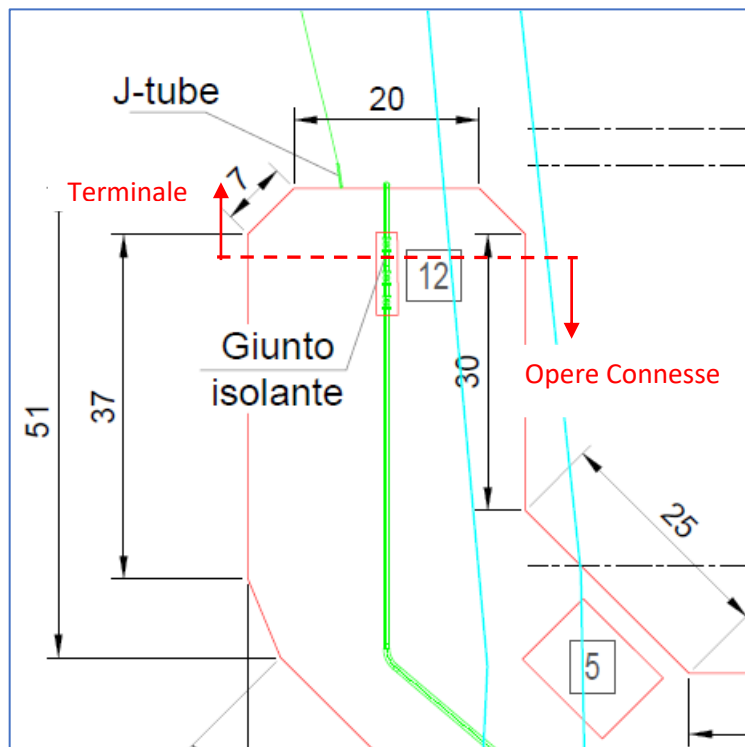 J-tube
20
7
Terminale
12
Giunto
isolante
30
Opere Connesse
37
51
25
5